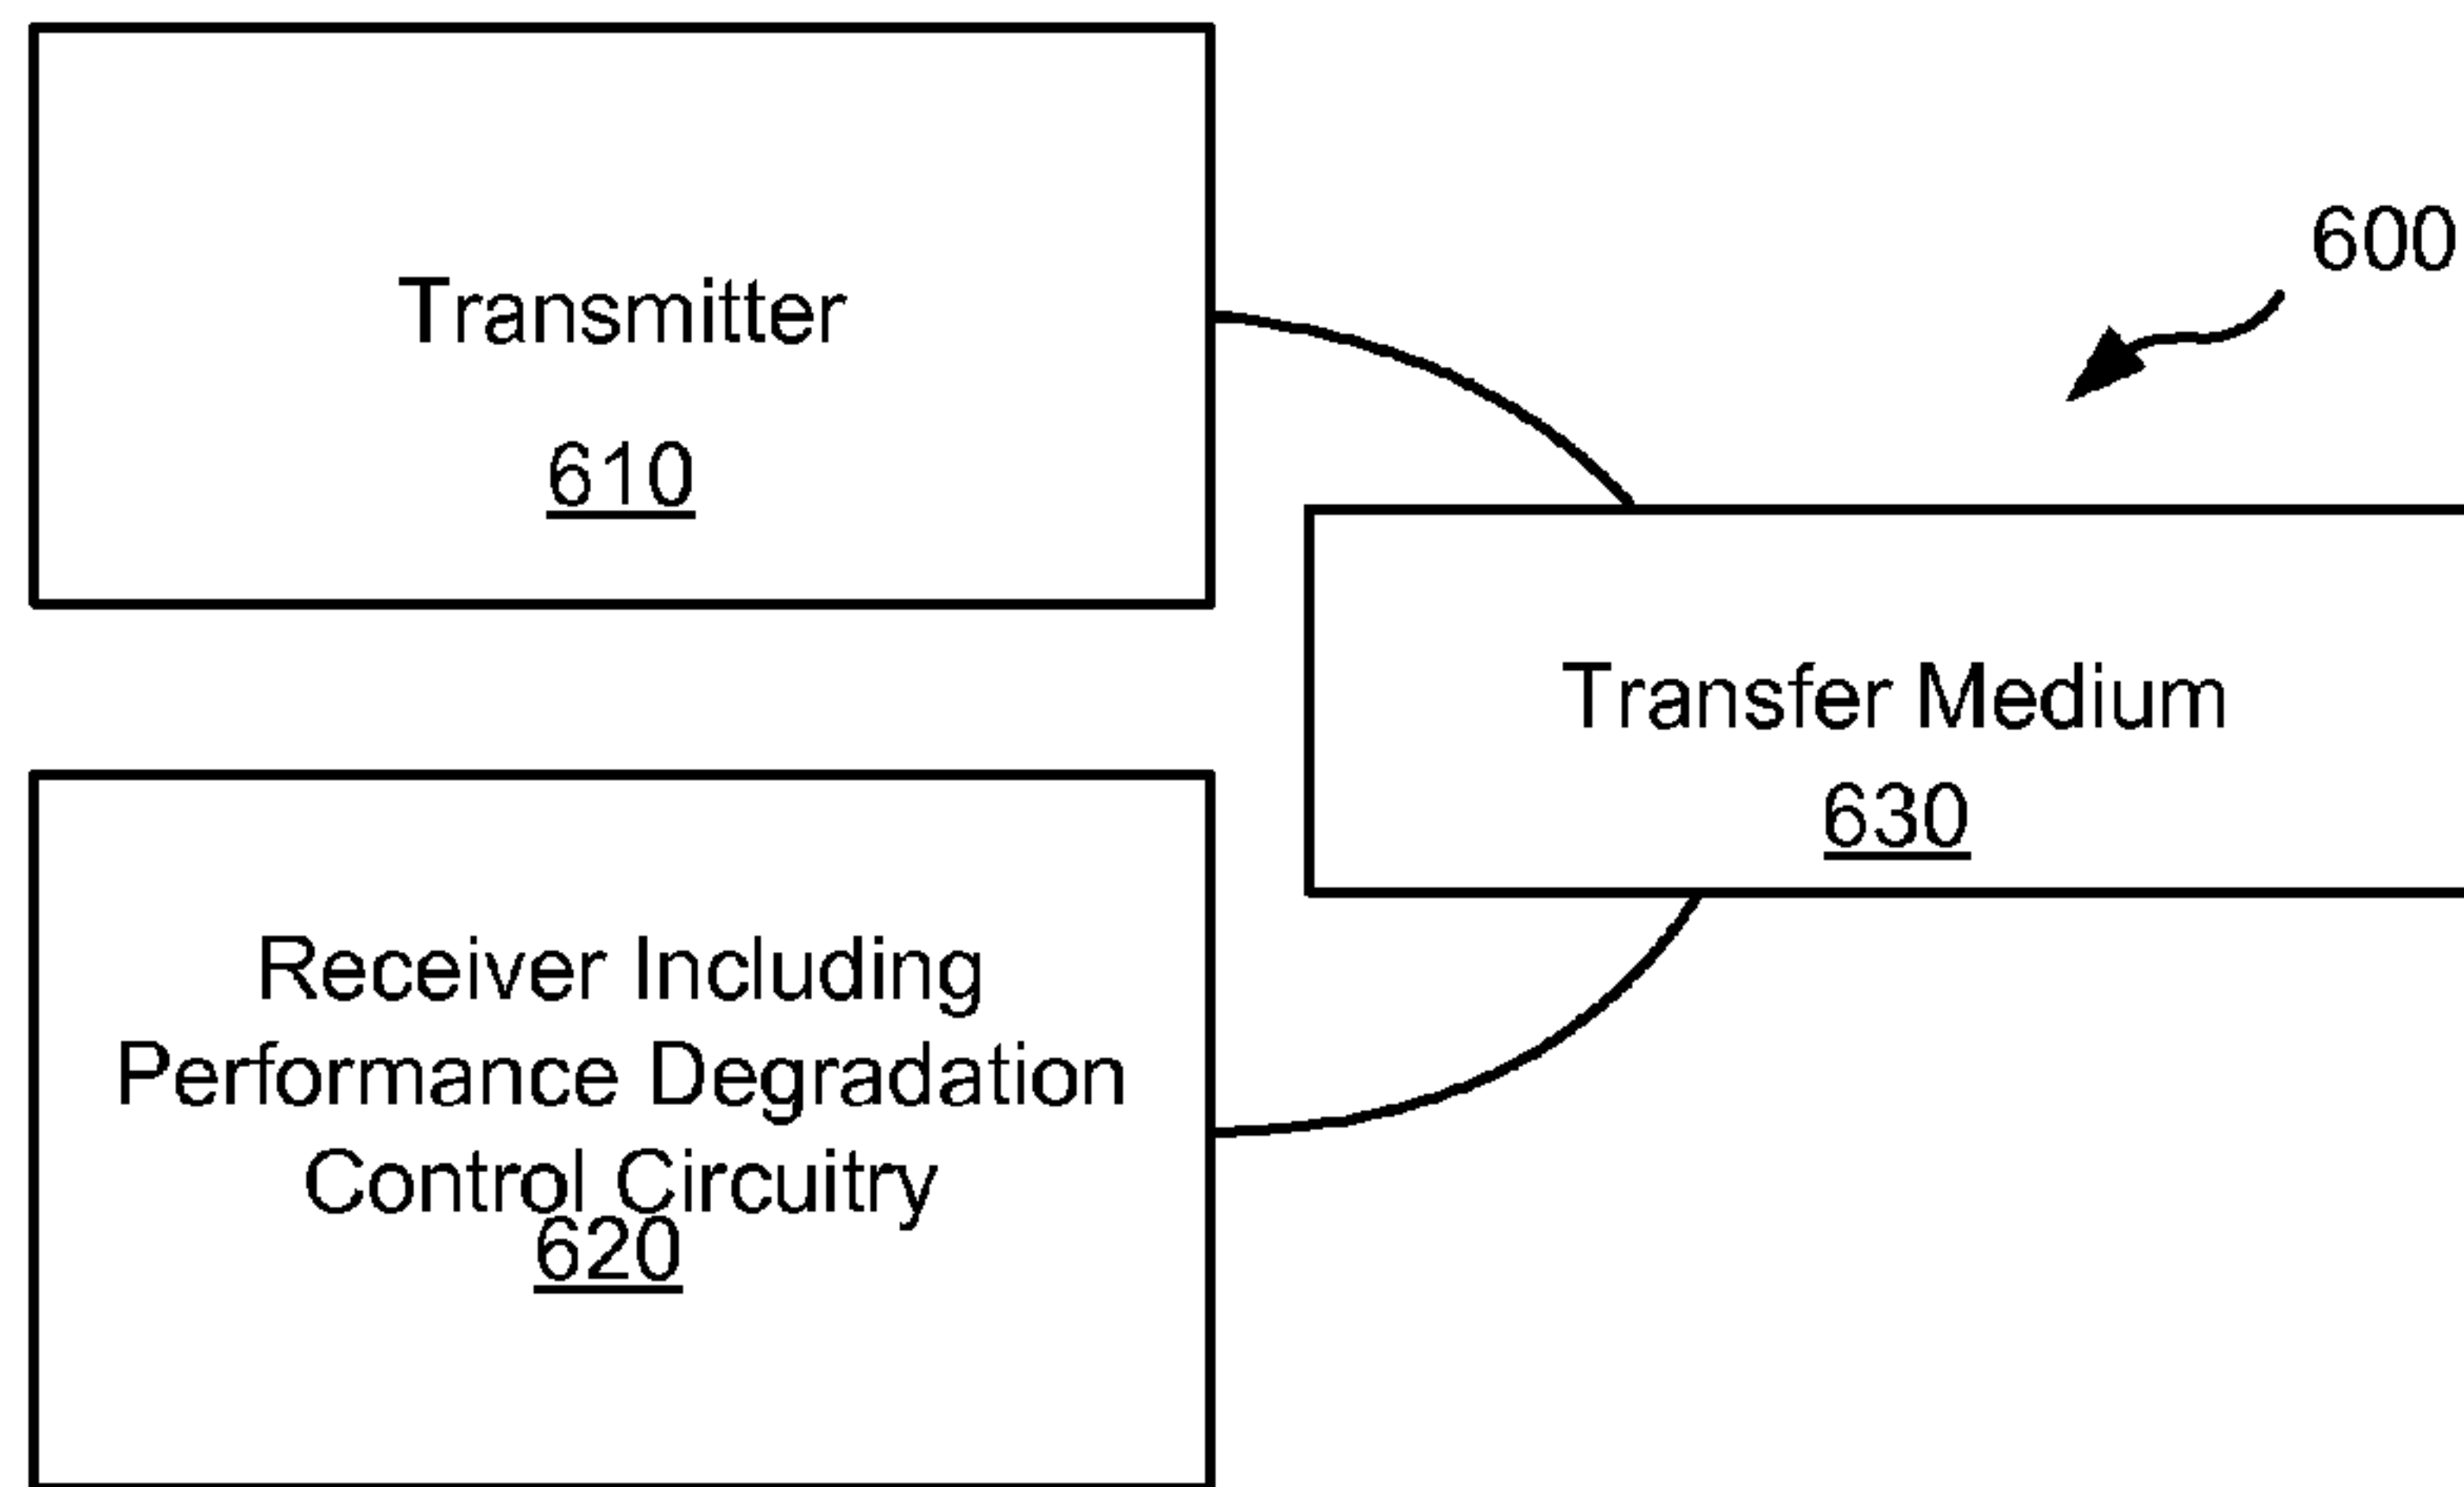 Transmitter
610
600
Transfer Medium
630
Receiver Including
Performance Degradation
Control Circuitry
620